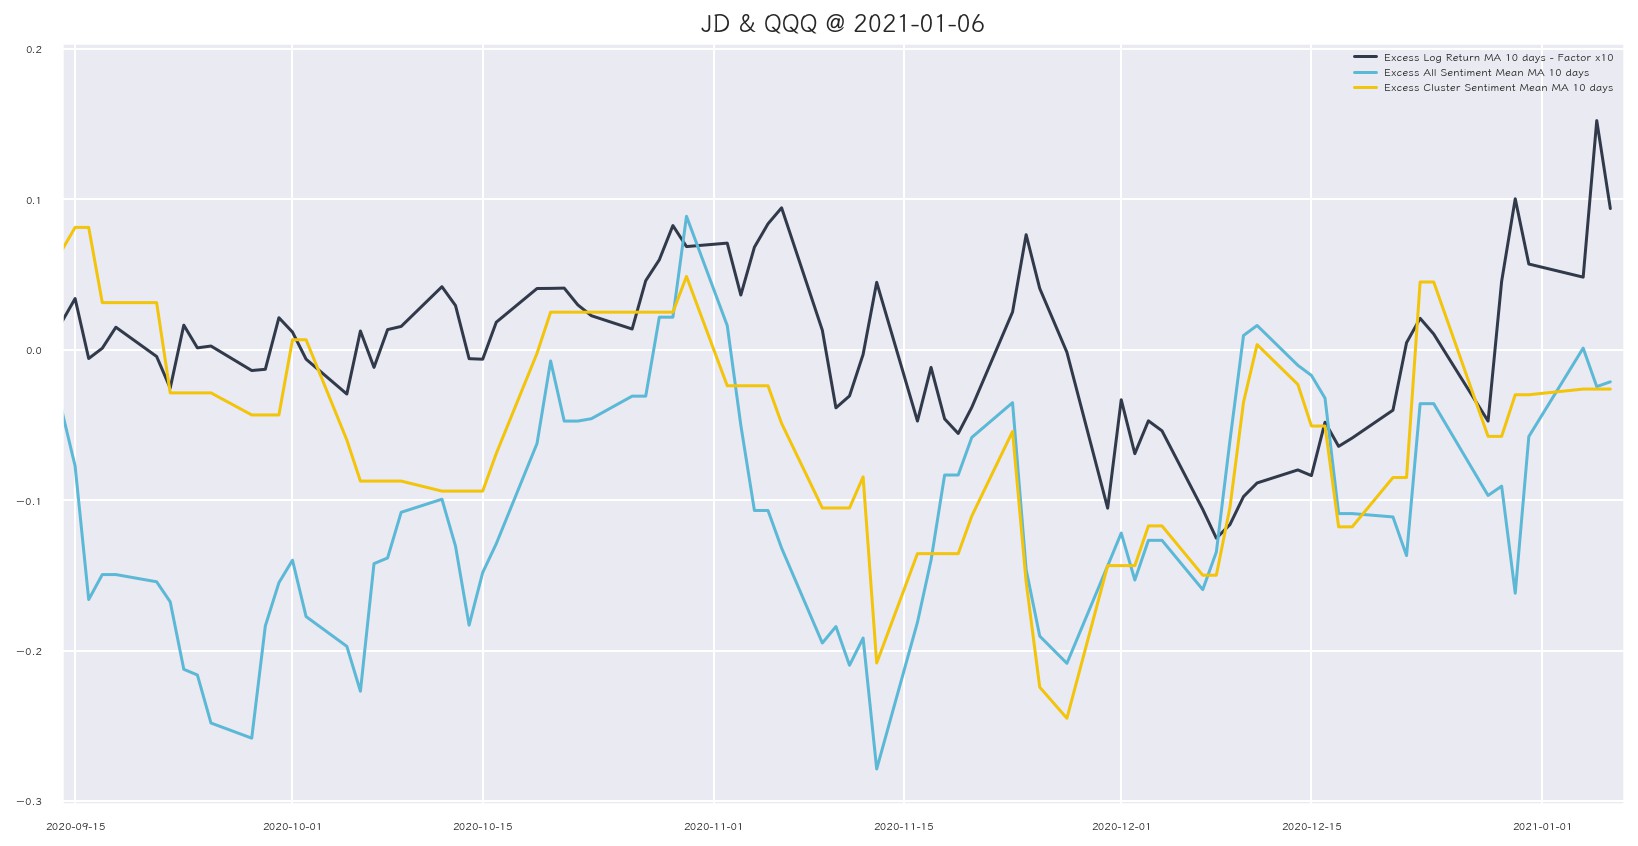 JD & QQQ @ 2021-01-06
Excess Log Return MA 10 days - Factor x10
Excess All Sentiment Mean MA 10 days
Excess Cluster Sentiment Mean MA 10 days
0.2
0.1
0.0
−0.1
−0.2
−0.3
2020-09-15 2020-10-01 2020-10-15 2020-11-01 2020-11-15 2020-12-01 2020-12-15 2021-01-01